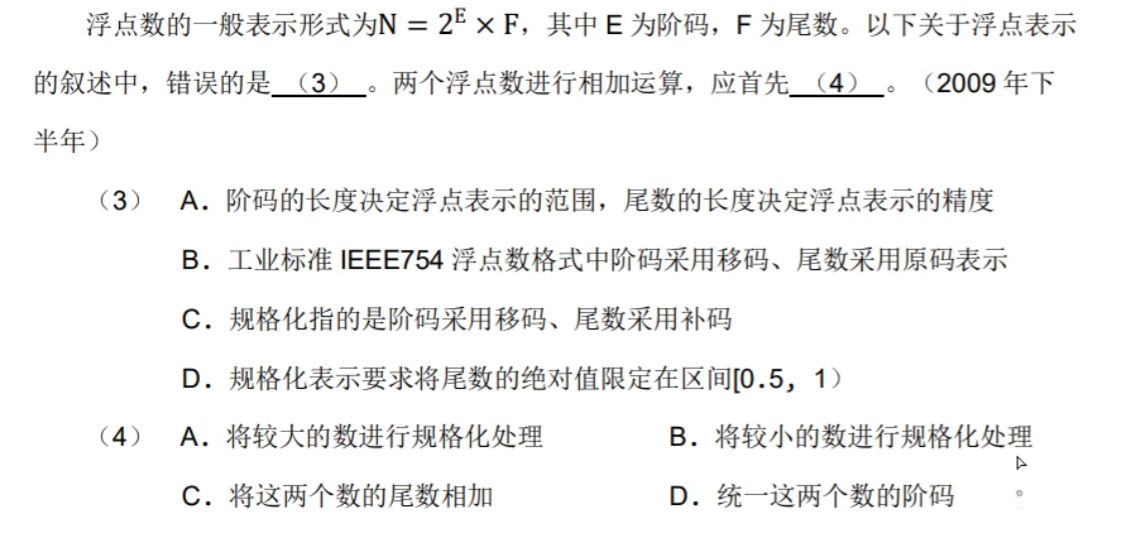 浮点数的一般表示形式为N = 2^E × F，其中 E 为阶码，F 为尾数。以下关于浮点表示
的叙述中，错误的是 （3） 。两个浮点数进行相加运算，应首先 （4） 。（2009 年下
半年）
（3） A．阶码的长度决定浮点表示的范围，尾数的长度决定浮点表示的精度
B．工业标准 IEEE754 浮点数格式中阶码采用移码、尾数采用原码表示
C．规格化指的是阶码采用移码、尾数采用补码
D．规格化表示要求将尾数的绝对值限定在区间[0.5，1）
（4） A．将较大的数进行规格化处理 B．将较小的数进行规格化处理
C．将这两个数的尾数相加 D．统一这两个数的阶码